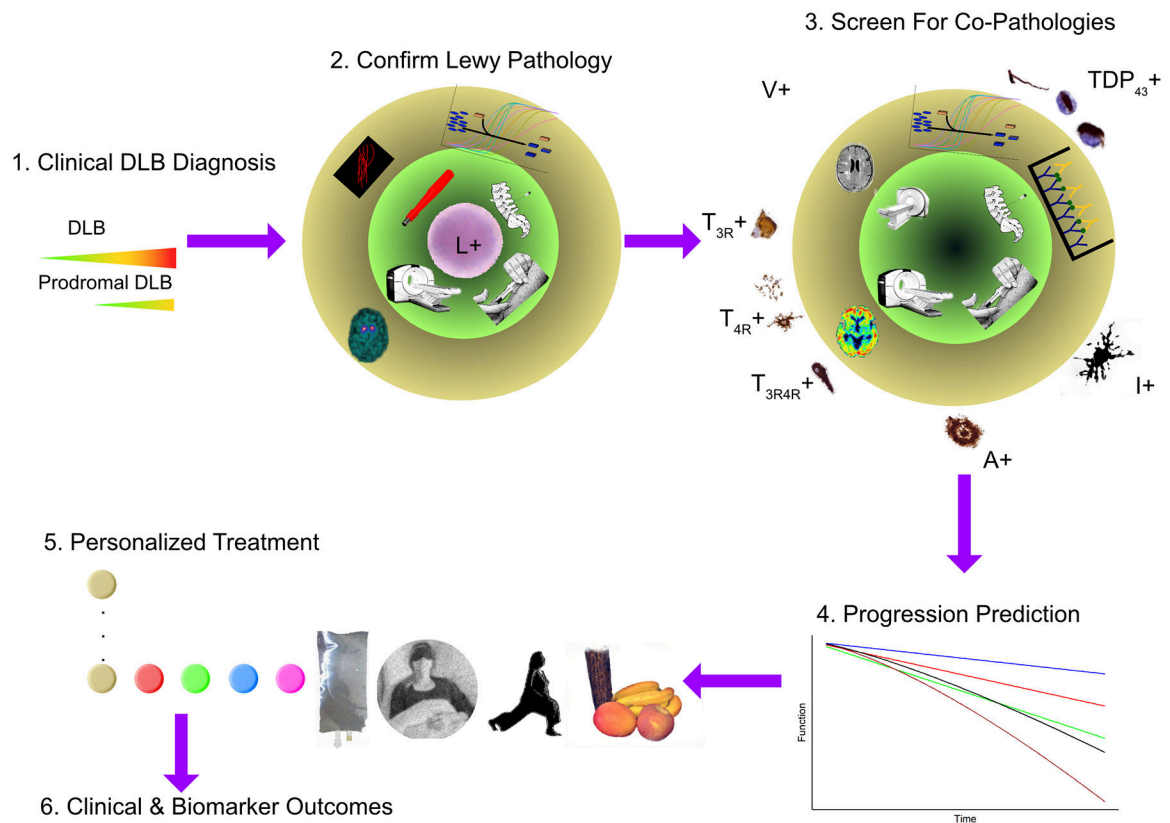 1. Clinical DLB Diagnosis
DLB
Prodromal DLB
2. Confirm Lewy Pathology
L+
3. Screen For Co-Pathologies
V+
TDP43+
T3R+
T4R+
T3R4R+
I+
A+
4. Progression Prediction
Function
Time
5. Personalized Treatment
6. Clinical & Biomarker Outcomes